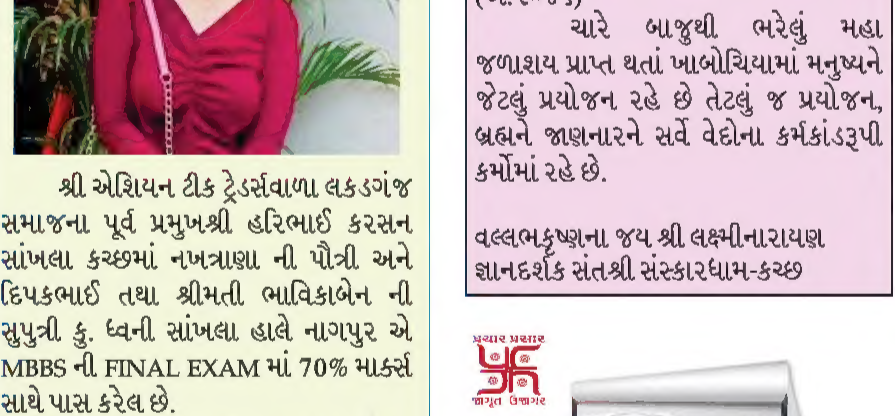 શ્રી એશિયન ટીક ટ્રેડર્સવાળા લકડગંજ
સમાજના પૂર્વ પ્રમુખશ્રી હરિભાઈ કરસન
સાંખલા કચ્છમાં નખત્રાણા ની પૌત્રી અને
દિપકભાઈ તથા શ્રીમતી ભાવિકાબેન ની
સુપુત્રી કુ. ધ્વની સાંખલા હાલે નાગપુર એ
MBBS ની FINAL EXAM માં 70% માર્ક્સ
સાથે પાસ કરેલ છે.
ચારે બાજુથી ભરેલું મહા
જળાશય પ્રાપ્ત થતાં ખાબોચિયામાં મનુષ્યને
જેટલું પ્રયોજન રહે છે તેટલું જ પ્રયોજન,
બ્રહ્મને જાણનારને સર્વે વેદોના કર્મકાંડરૂપી
કર્મોમાં રહે છે.
વલ્લભકૃષ્ણના જય શ્રી લક્ષ્મીનારાયણ
જ્ઞાનદર્શક સંતશ્રી સંસ્કારધામ-કચ્છ
પ્રચાર પ્રસાર
જાગૃત ઉજાગર